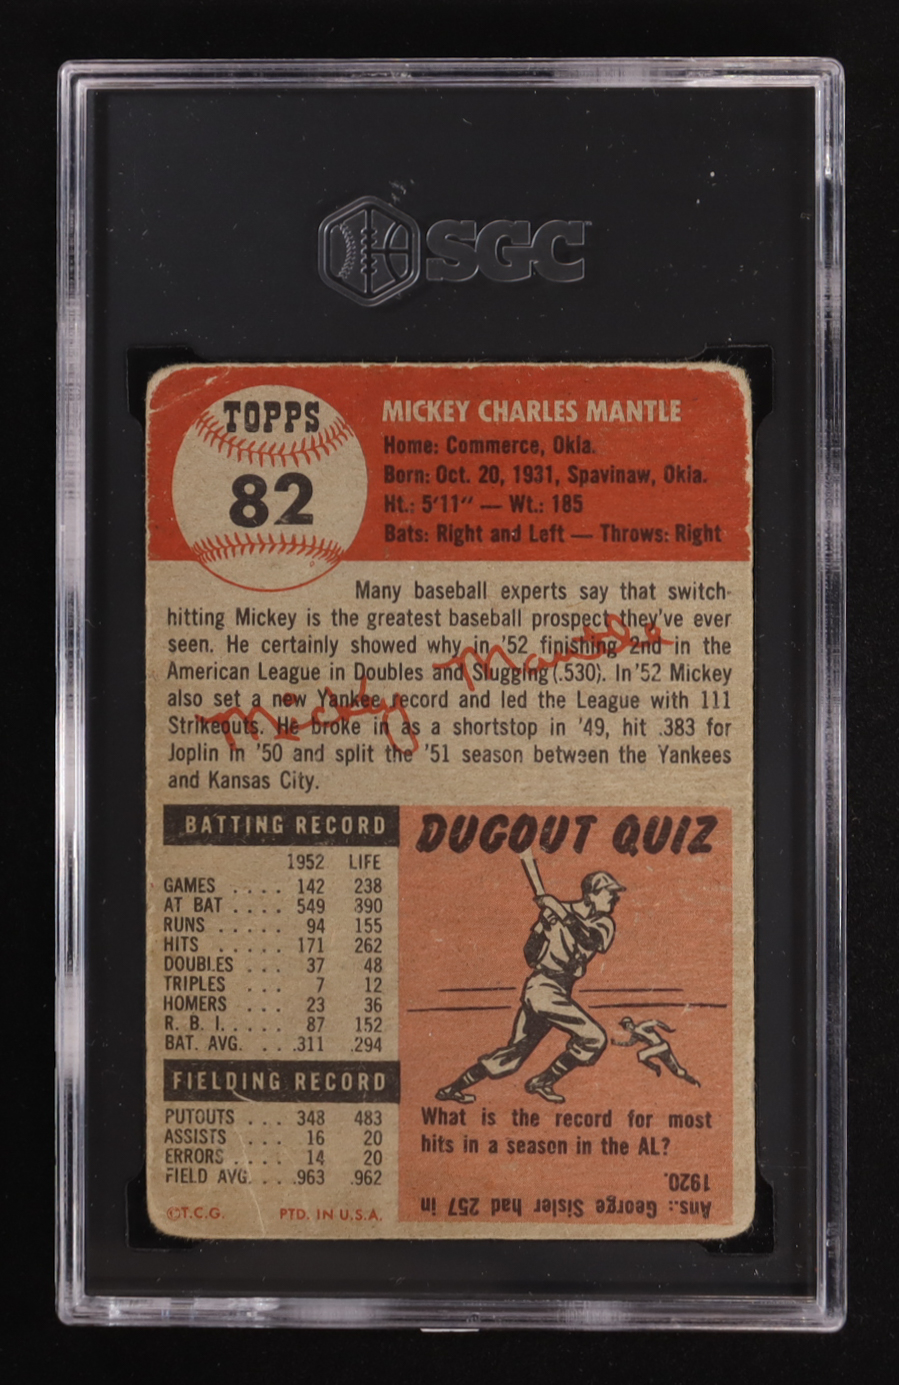 SGC
TOPPS
82
MICKEY CHARLES MANTLE
Home: Commerce, Okla.
Born: Oct. 20, 1931, Spavinaw, Okla.
Ht.: 5'11" — Wt.: 185
Bats: Right and Left — Throws: Right
Many baseball experts say that switch-
hitting Mickey is the greatest baseball prospect they've ever
seen. He certainly showed why in '52 finishing 2nd in the
American League in Doubles and Slugging (.530). In '52 Mickey
also set a new Yankee record and led the League with 111
Strikeouts. He broke in as a shortstop in '49, hit .383 for
Joplin in '50 and split the '51 season between the Yankees
and Kansas City.
Mickey Mantle
BATTING RECORD
1952 LIFE
GAMES . . . . 142 238
AT BAT . . . . 549 390
RUNS . . . . . 94 155
HITS . . . . . 171 262
DOUBLES . . . 37 48
TRIPLES . . . 7 12
HOMERS . . . 23 36
R. B. I. . . . . 87 152
BAT. AVG. . . .311 .294
FIELDING RECORD
PUTOUTS . . . 348 483
ASSISTS . . . 16 20
ERRORS . . . . 14 20
FIELD AVG. . . .963 .962
©T.C.G. PTD. IN U.S.A.
DUGOUT QUIZ
What is the record for most
hits in a season in the AL?
Ans.: George Sisler had 257 in
1920.